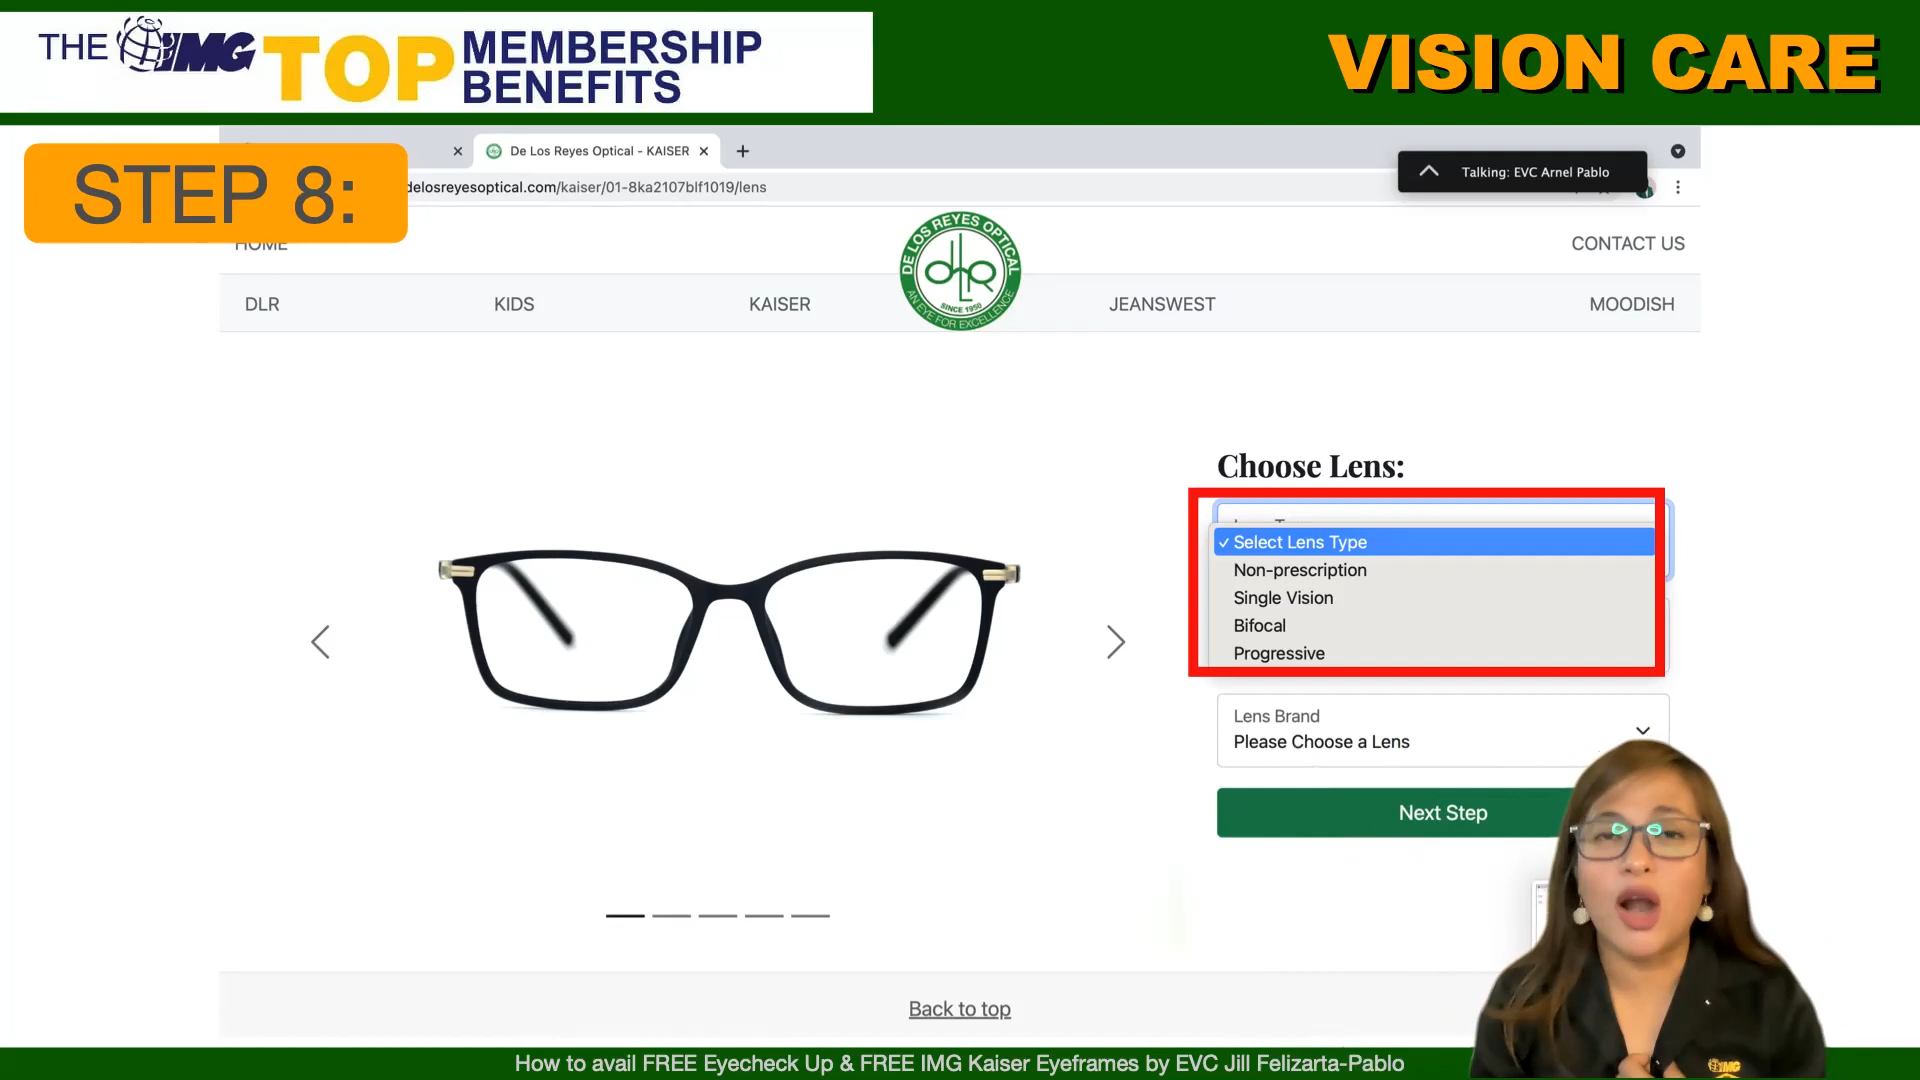 THE IMG TOP MEMBERSHIP BENEFITS
VISION CARE
STEP 8:
De Los Reyes Optical - KAISER
Talking: EVC Arnel Pablo
delosreyesoptical.com/kaiser/01-8ka2107blf1019/lens
HOME
CONTACT US
DE LOS REYES OPTICAL
dlR
SINCE 1950
AN EYE FOR EXCELLENCE
DLR
KIDS
KAISER
JEANSWEST
MOODISH
Choose Lens:
✓ Select Lens Type
Non-prescription
Single Vision
Bifocal
Progressive
Lens Brand
Please Choose a Lens
Next Step
Back to top
IMG
How to avail FREE Eyecheck Up & FREE IMG Kaiser Eyeframes by EVC Jill Felizarta-Pablo